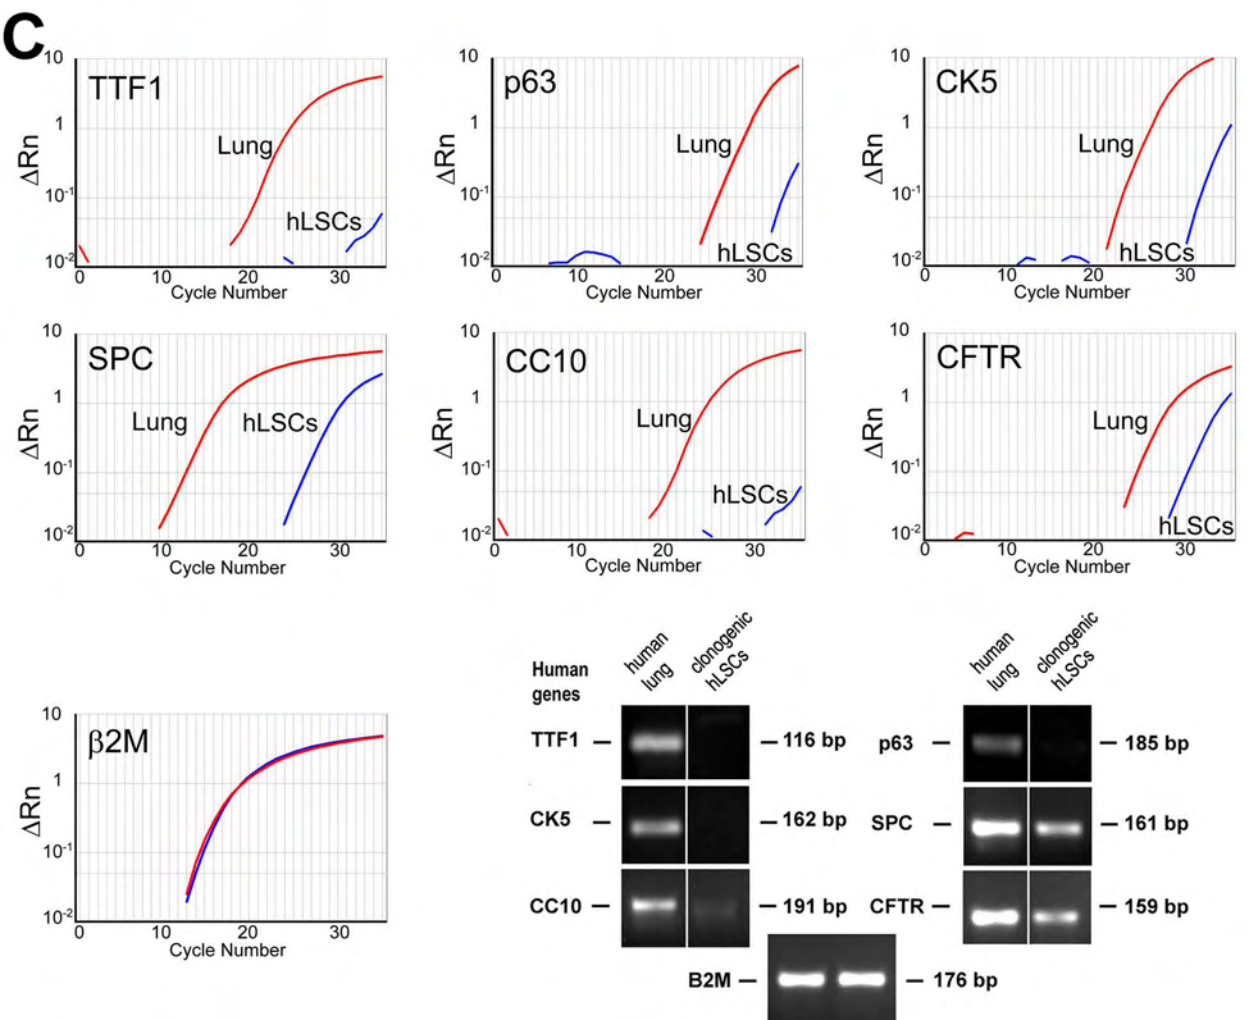 C
TTF1
10
1
10-1
10-2
ΔRn
Lung
hLSCs
0 10 20 30
Cycle Number
p63
10
1
10-1
10-2
ΔRn
Lung
hLSCs
0 10 20 30
Cycle Number
CK5
10
1
10-1
10-2
ΔRn
Lung
hLSCs
0 10 20 30
Cycle Number
SPC
10
1
10-1
10-2
ΔRn
Lung hLSCs
0 10 20 30
Cycle Number
CC10
10
1
10-1
10-2
ΔRn
Lung
hLSCs
0 10 20 30
Cycle Number
CFTR
10
1
10-1
10-2
ΔRn
Lung
hLSCs
0 10 20 30
Cycle Number
β2M
10
1
10-1
10-2
ΔRn
0 10 20 30
Cycle Number
Human
genes
human
lung
clonogenic
hLSCs
TTF1 – – 116 bp
CK5 – – 162 bp
CC10 – – 191 bp
human
lung
clonogenic
hLSCs
p63 – – 185 bp
SPC – – 161 bp
CFTR – – 159 bp
B2M – – 176 bp